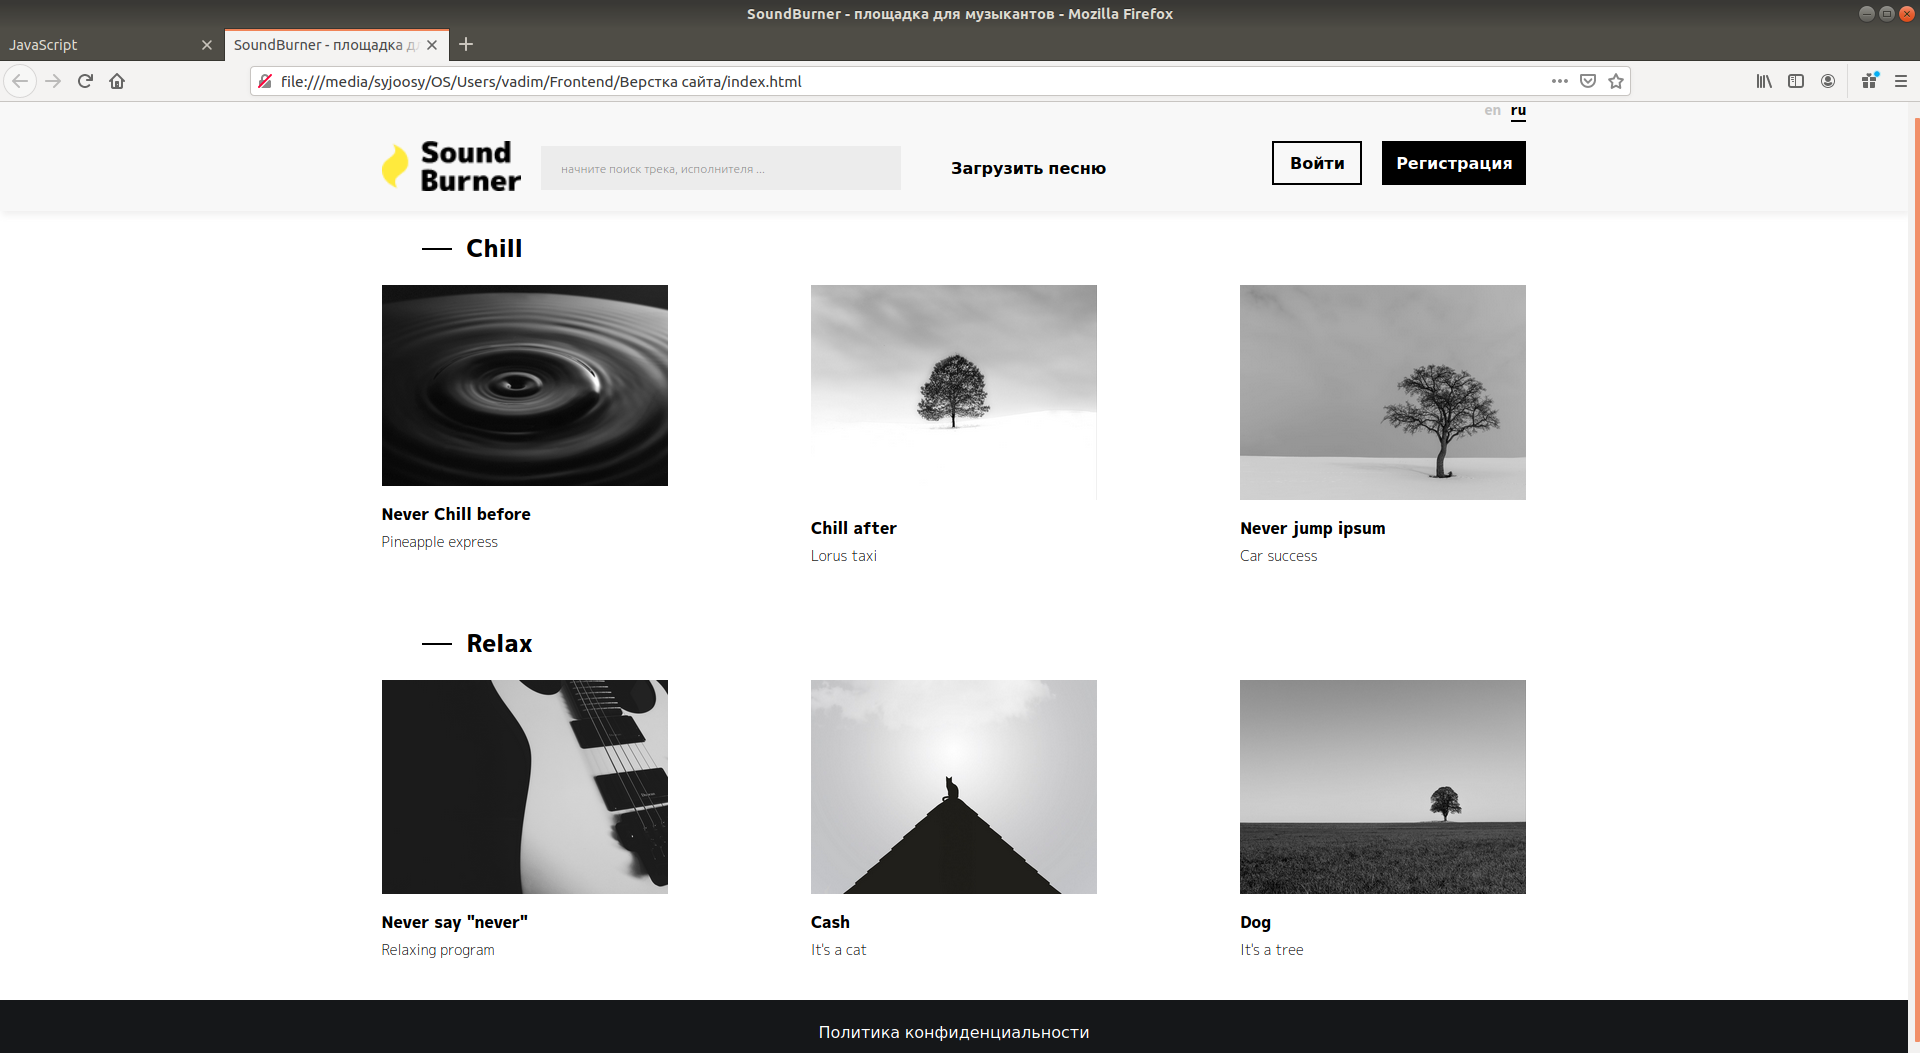 SoundBurner - площадка для музыкантов - Mozilla Firefox
JavaScript
SoundBurner - площадка д
file:///media/syjoosy/OS/Users/vadim/Frontend/Верстка сайта/index.html
en ru
Sound
Burner
начните поиск трека, исполнителя ...
Загрузить песню
Войти
Регистрация
Chill
Never Chill before
Pineapple express
Chill after
Lorus taxi
Never jump ipsum
Car success
Relax
Never say "never"
Relaxing program
Cash
It's a cat
Dog
It's a tree
Политика конфиденциальности